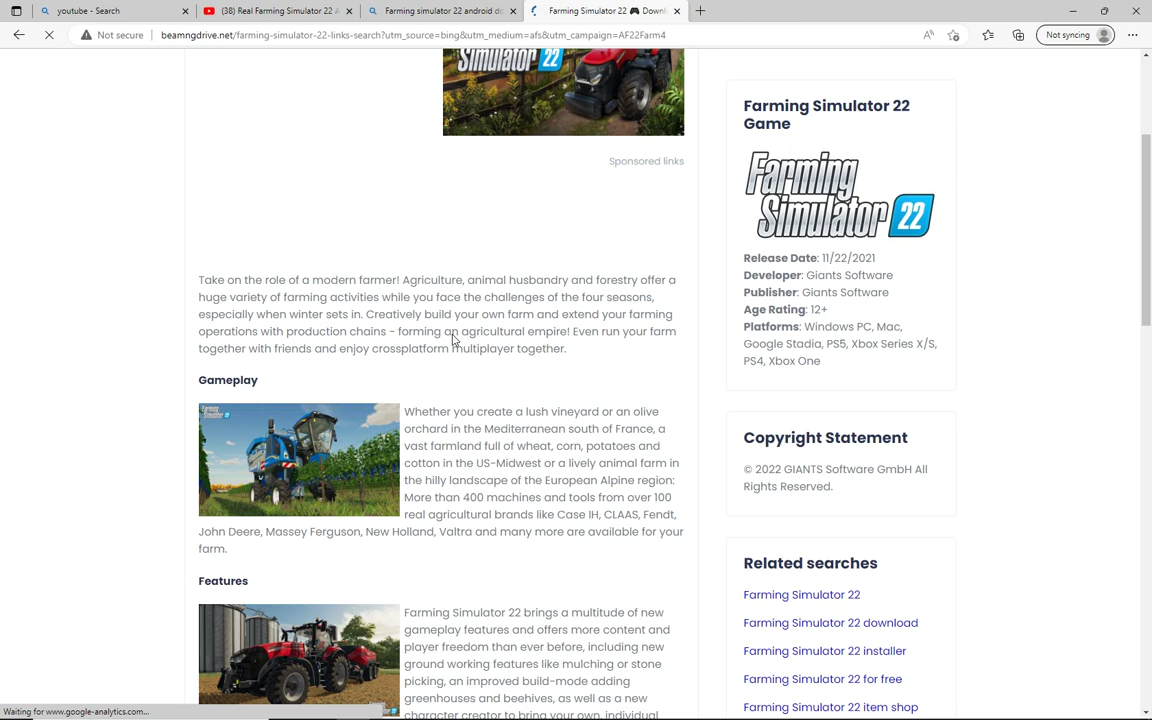 youtube - Search
(38) Real Farming Simulator 22 A
Farming simulator 22 android do
Farming Simulator 22 🎮 Downl
Not secure
beamngdrive.net/farming-simulator-22-links-search?utm_source=bing&utm_medium=afs&utm_campaign=AF22Farm4
Not syncing
22
Sponsored links
Take on the role of a modern farmer! Agriculture, animal husbandry and forestry offer a
huge variety of farming activities while you face the challenges of the four seasons,
especially when winter sets in. Creatively build your own farm and extend your farming
operations with production chains - forming an agricultural empire! Even run your farm
together with friends and enjoy crossplatform multiplayer together.
Gameplay
Whether you create a lush vineyard or an olive
orchard in the Mediterranean south of France, a
vast farmland full of wheat, corn, potatoes and
cotton in the US-Midwest or a lively animal farm in
the hilly landscape of the European Alpine region:
More than 400 machines and tools from over 100
real agricultural brands like Case IH, CLAAS, Fendt,
John Deere, Massey Ferguson, New Holland, Valtra and many more are available for your
farm.
Features
Farming Simulator 22 brings a multitude of new
gameplay features and offers more content and
player freedom than ever before, including new
ground working features like mulching or stone
picking, an improved build-mode adding
greenhouses and beehives, as well as a new
character creator to bring your own, individual
Farming Simulator 22
Game
Farming
Simulator 22
Release Date: 11/22/2021
Developer: Giants Software
Publisher: Giants Software
Age Rating: 12+
Platforms: Windows PC, Mac,
Google Stadia, PS5, Xbox Series X/S,
PS4, Xbox One
Copyright Statement
© 2022 GIANTS Software GmbH All
Rights Reserved.
Related searches
Farming Simulator 22
Farming Simulator 22 download
Farming Simulator 22 installer
Farming Simulator 22 for free
Farming Simulator 22 item shop
Waiting for www.google-analytics.com...